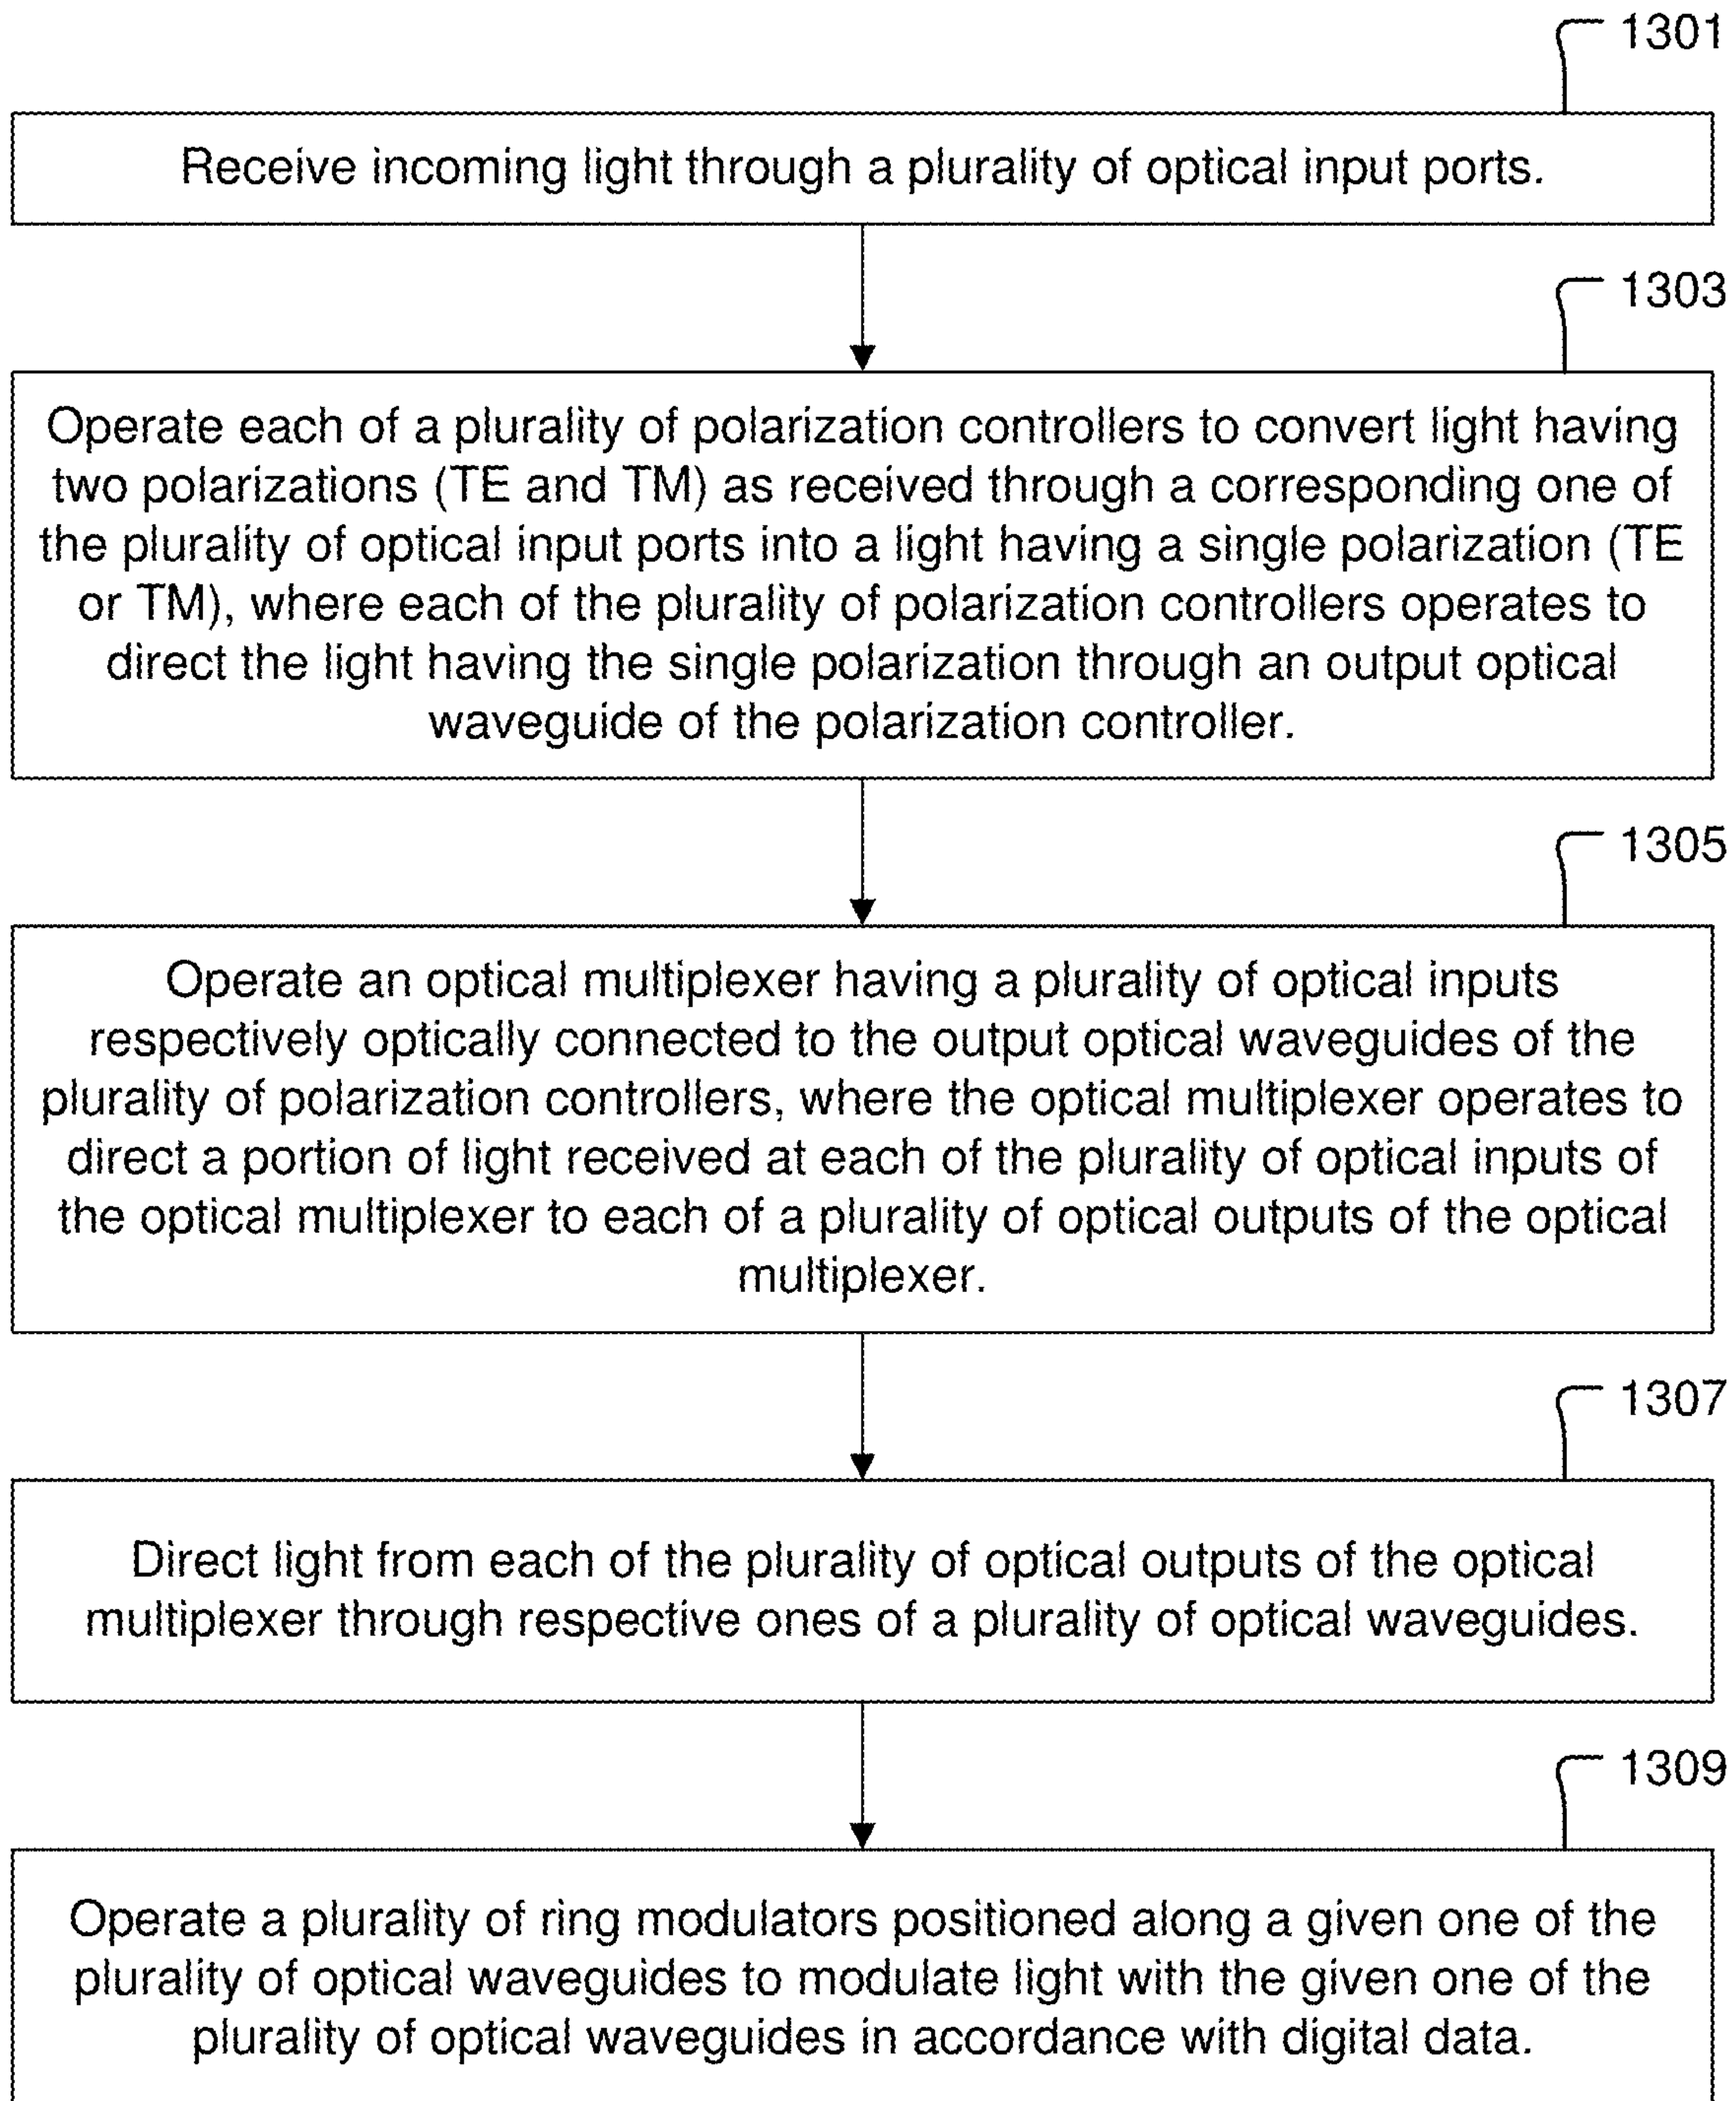 1301
Receive incoming light through a plurality of optical input ports.
1303
Operate each of a plurality of polarization controllers to convert light having
two polarizations (TE and TM) as received through a corresponding one of
the plurality of optical input ports into a light having a single polarization (TE
or TM), where each of the plurality of polarization controllers operates to
direct the light having the single polarization through an output optical
waveguide of the polarization controller.
1305
Operate an optical multiplexer having a plurality of optical inputs
respectively optically connected to the output optical waveguides of the
plurality of polarization controllers, where the optical multiplexer operates to
direct a portion of light received at each of the plurality of optical inputs of
the optical multiplexer to each of a plurality of optical outputs of the optical
multiplexer.
1307
Direct light from each of the plurality of optical outputs of the optical
multiplexer through respective ones of a plurality of optical waveguides.
1309
Operate a plurality of ring modulators positioned along a given one of the
plurality of optical waveguides to modulate light with the given one of the
plurality of optical waveguides in accordance with digital data.